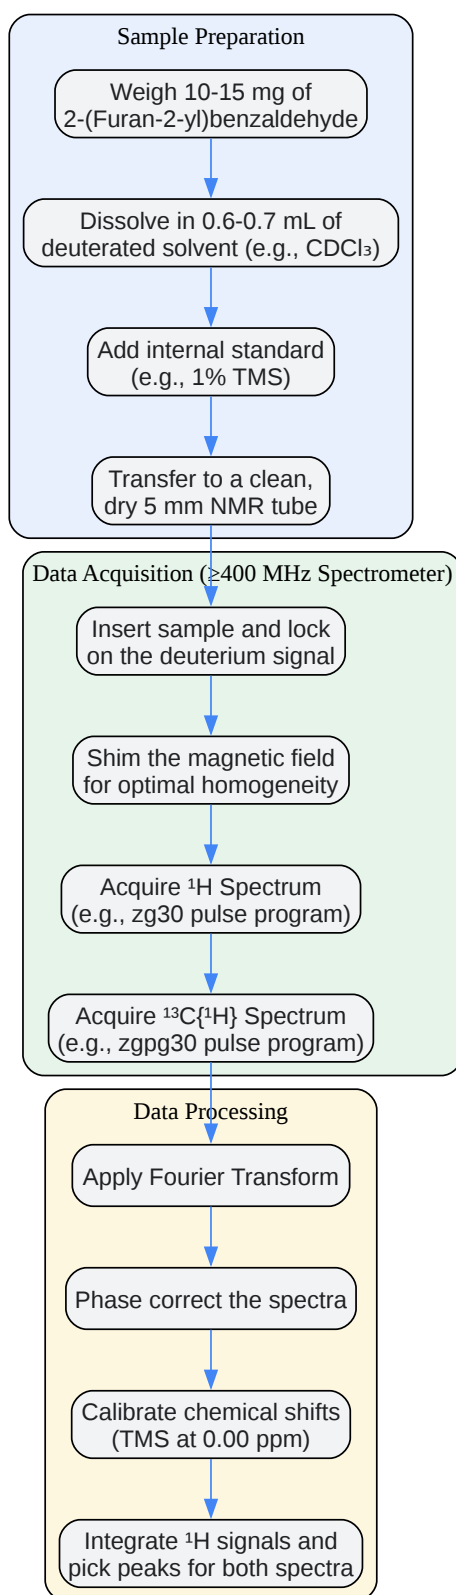 Sample Preparation
Weigh 10-15 mg of
2-(Furan-2-yl)benzaldehyde
Dissolve in 0.6-0.7 mL of
deuterated solvent (e.g., CDCl₃)
Add internal standard
(e.g., 1% TMS)
Transfer to a clean,
dry 5 mm NMR tube
Data Acquisition (≥400 MHz Spectrometer)
Insert sample and lock
on the deuterium signal
Shim the magnetic field
for optimal homogeneity
Acquire ¹H Spectrum
(e.g., zg30 pulse program)
Acquire ¹³C{¹H} Spectrum
(e.g., zgpg30 pulse program)
Data Processing
Apply Fourier Transform
Phase correct the spectra
Calibrate chemical shifts
(TMS at 0.00 ppm)
Integrate ¹H signals and
pick peaks for both spectra